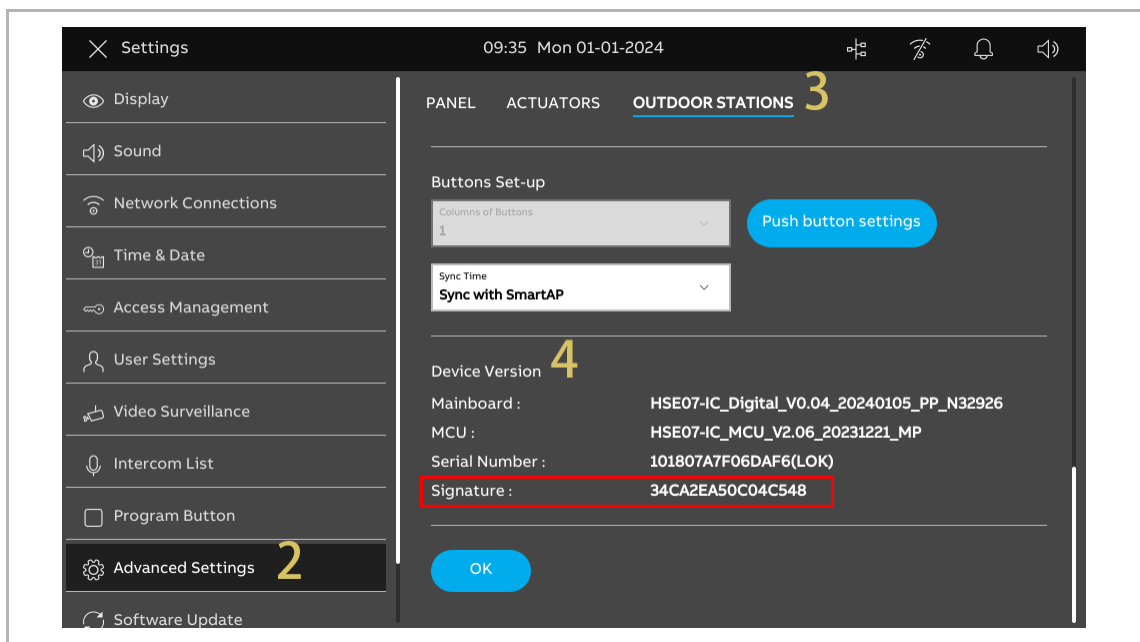 Settings
09:35 Mon 01-01-2024
Display
Sound
Network Connections
31
Time & Date
Access Management
User Settings
Video Surveillance
Intercom List
Program Button
Advanced Settings 2
Software Update
PANEL ACTUATORS OUTDOOR STATIONS 3
Buttons Set-up
Columns of Buttons
1
Push button settings
Sync Time
Sync with SmartAP
Device Version 4
Mainboard : HSE07-IC_Digital_V0.04_20240105_PP_N32926
MCU : HSE07-IC_MCU_V2.06_20231221_MP
Serial Number : 101807A7F06DAF6(LOK)
Signature : 34CA2EA50C04C548
OK